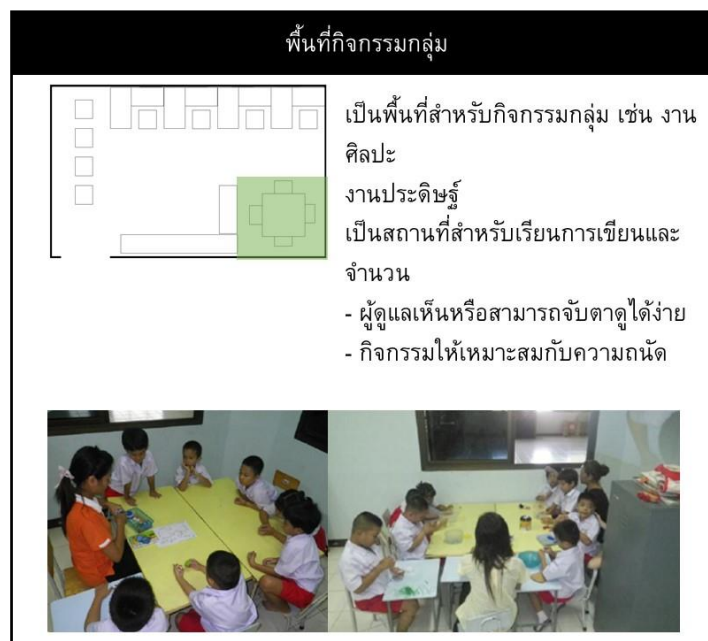 พื้นที่กิจกรรมกลุ่ม
เป็นพื้นที่สำหรับกิจกรรมกลุ่ม เช่น งาน
ศิลปะ
งานประดิษฐ์
เป็นสถานที่สำหรับเรียนการเขียนและ
จำนวน
- ผู้ดูแลเห็นหรือสามารถจับตาดูได้ง่าย
- กิจกรรมให้เหมาะสมกับความถนัด